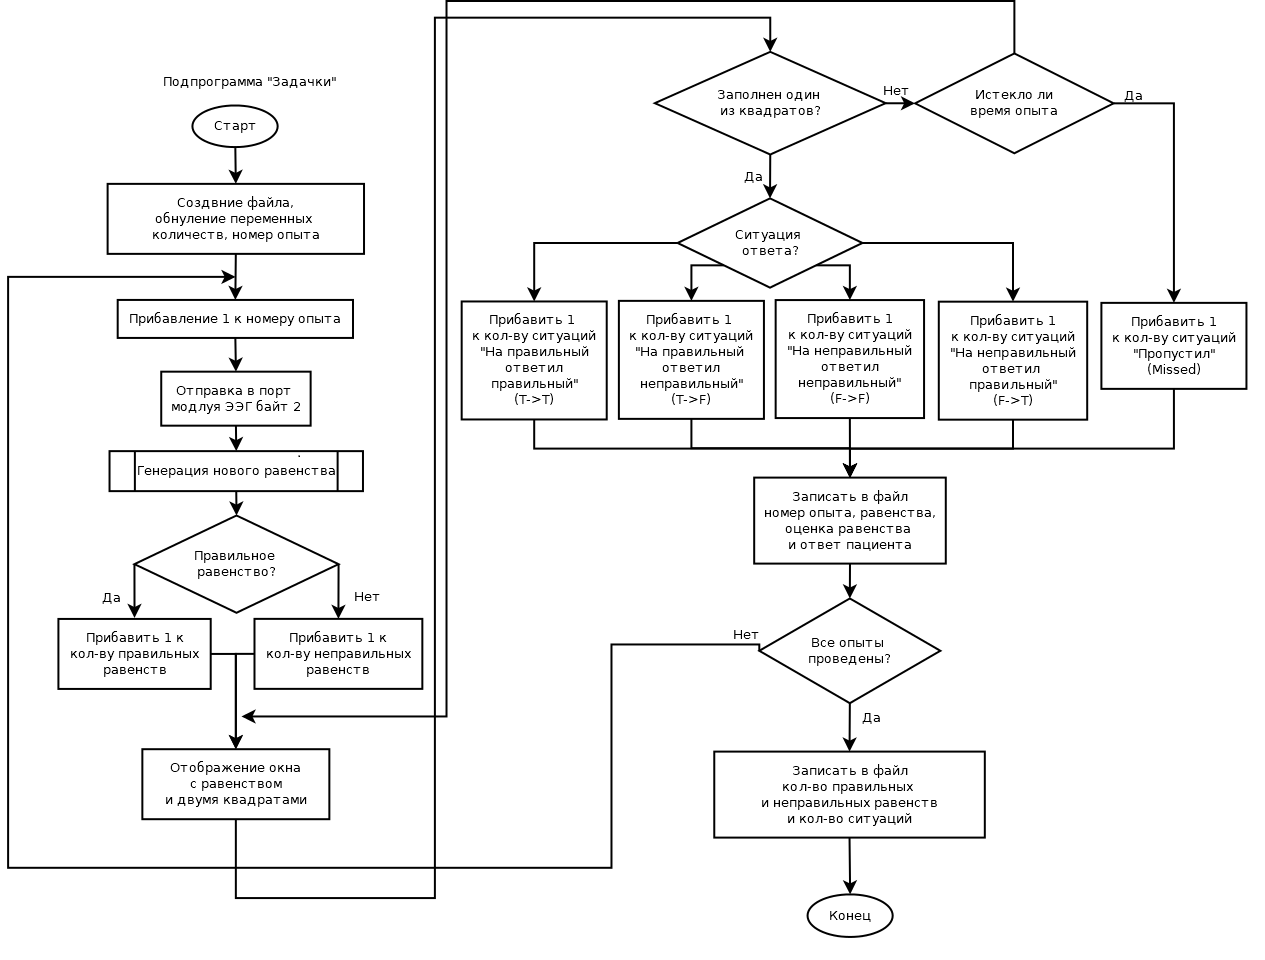 Подпрограмма "Задачки"
Старт
Создвние файла,
обнуление переменных
количеств, номер опыта
Прибавление 1 к номеру опыта
Отправка в порт
модлуя ЭЭГ байт 2
Генерация нового равенства
Правильное
равенство?
Да
Нет
Прибавить 1 к
кол-ву правильных
равенств
Прибавить 1 к
кол-ву неправильных
равенств
Отображение окна
с равенством
и двумя квадратами
Заполнен один
из квадратов?
Нет
Истекло ли
время опыта
Да
Да
Ситуация
ответа?
Прибавить 1
к кол-ву ситуаций
"На правильный
ответил
правильный"
(T->T)
Прибавить 1
к кол-ву ситуаций
"На правильный
ответил
неправильный"
(T->F)
Прибавить 1
к кол-ву ситуаций
"На неправильный
ответил
неправильный"
(F->F)
Прибавить 1
к кол-ву ситуаций
"На неправильный
ответил
правильный"
(F->T)
Прибавить 1
к кол-ву ситуаций
"Пропустил"
(Missed)
Записать в файл
номер опыта, равенства,
оценка равенства
и ответ пациента
Нет
Все опыты
проведены?
Да
Записать в файл
кол-во правильных
и неправильных равенств
и кол-во ситуаций
Конец